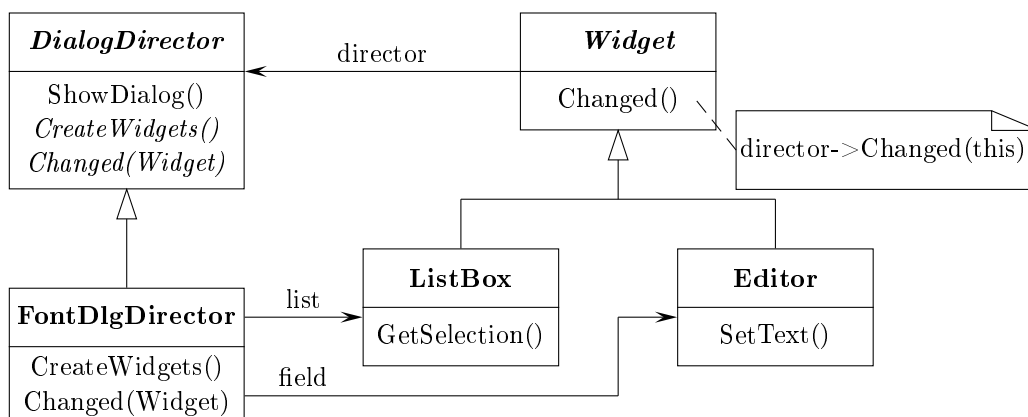 DialogDirector
ShowDialog()
CreateWidgets()
Changed(Widget)
director
Widget
Changed()
director->Changed(this)
FontDlgDirector
CreateWidgets()
Changed(Widget)
list
field
ListBox
GetSelection()
Editor
SetText()